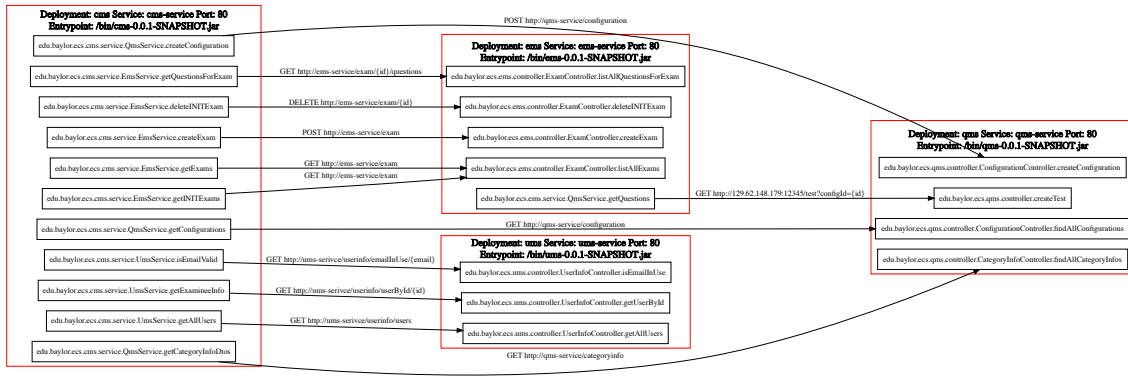 Deployment: cms Service: cms-service Port: 80
Entrypoint: /bin/cms-0.0.1-SNAPSHOT.jar
edu.baylor.ecs.cms.service.QmsService.createConfiguration
edu.baylor.ecs.cms.service.EmsService.getQuestionsForExam
edu.baylor.ecs.cms.service.EmsService.deleteINITExam
edu.baylor.ecs.cms.service.EmsService.createExam
edu.baylor.ecs.cms.service.EmsService.getExams
edu.baylor.ecs.cms.service.EmsService.getINITExams
edu.baylor.ecs.cms.service.QmsService.getConfigurations
edu.baylor.ecs.cms.service.UmsService.isEmailValid
edu.baylor.ecs.cms.service.UmsService.getExamineeInfo
edu.baylor.ecs.cms.service.UmsService.getAllUsers
edu.baylor.ecs.cms.service.QmsService.getCategoryInfoDtos
POST http://qms-service/configuration
GET http://ems-service/exam/{id}/questions
DELETE http://ems-service/exam/{id}
POST http://ems-service/exam
GET http://ems-service/exam
GET http://ems-service/exam
GET http://qms-service/configuration
GET http://ums-serivce/userinfo/emailInUse/{email}
GET http://ums-serivce/userinfo/userById/{id}
GET http://ums-serivce/userinfo/users
GET http://qms-service/categoryinfo
Deployment: ems Service: ems-service Port: 80
Entrypoint: /bin/ems-0.0.1-SNAPSHOT.jar
edu.baylor.ecs.ems.controller.ExamController.listAllQuestionsForExam
edu.baylor.ecs.ems.controller.ExamController.deleteINITExam
edu.baylor.ecs.ems.controller.ExamController.createExam
edu.baylor.ecs.ems.controller.ExamController.listAllExams
edu.baylor.ecs.ems.service.QmsService.getQuestions
GET http://129.62.148.179:12345/test?configId={id}
Deployment: ums Service: ums-service Port: 80
Entrypoint: /bin/ums-0.0.1-SNAPSHOT.jar
edu.baylor.ecs.ums.controller.UserInfoController.isEmailInUse
edu.baylor.ecs.ums.controller.UserInfoController.getUserById
edu.baylor.ecs.ums.controller.UserInfoController.getAllUsers
Deployment: qms Service: qms-service Port: 80
Entrypoint: /bin/qms-0.0.1-SNAPSHOT.jar
edu.baylor.ecs.qms.controller.ConfigurationController.createConfiguration
edu.baylor.ecs.qms.controller.createTest
edu.baylor.ecs.qms.controller.ConfigurationController.findAllConfigurations
edu.baylor.ecs.qms.controller.CategoryInfoController.findAllCategoryInfos